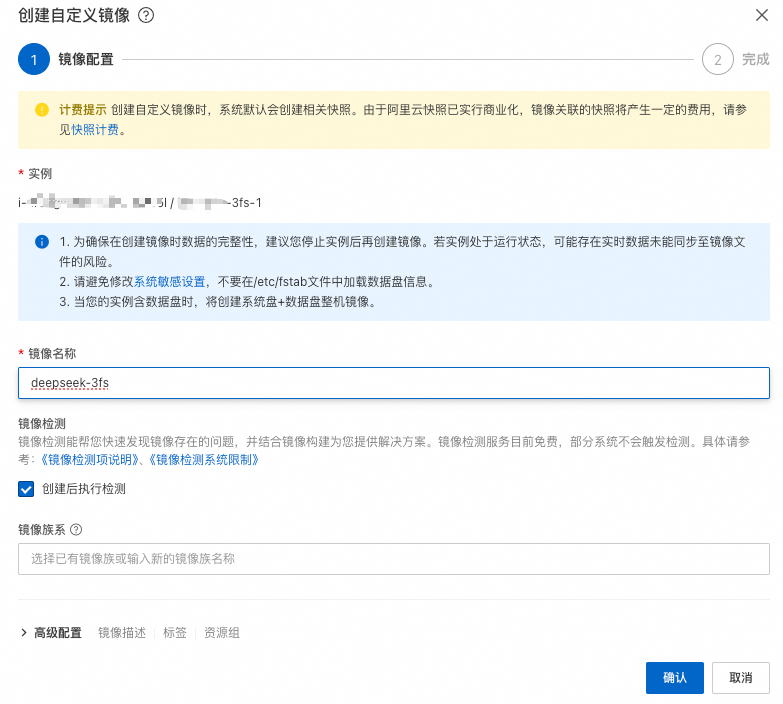 创建自定义镜像 ?
1 镜像配置 2 完成
! 计费提示 创建自定义镜像时，系统默认会创建相关快照。由于阿里云快照已实行商业化，镜像关联的快照将产生一定的费用，请参
见快照计费。
* 实例
i- / -3fs-1
1. 为确保在创建镜像时数据的完整性，建议您停止实例后再创建镜像。若实例处于运行状态，可能存在实时数据未能同步至镜像文
件的风险。
2. 请避免修改系统敏感设置，不要在/etc/fstab文件中加载数据盘信息。
3. 当您的实例含数据盘时，将创建系统盘+数据盘整机镜像。
* 镜像名称
deepseek-3fs
镜像检测
镜像检测能帮您快速发现镜像存在的问题，并结合镜像构建为您提供解决方案。镜像检测服务目前免费，部分系统不会触发检测。具体请参
考：《镜像检测项说明》、《镜像检测系统限制》
创建后执行检测
镜像族系 ?
选择已有镜像族或输入新的镜像族名称
高级配置 镜像描述 标签 资源组
确认 取消